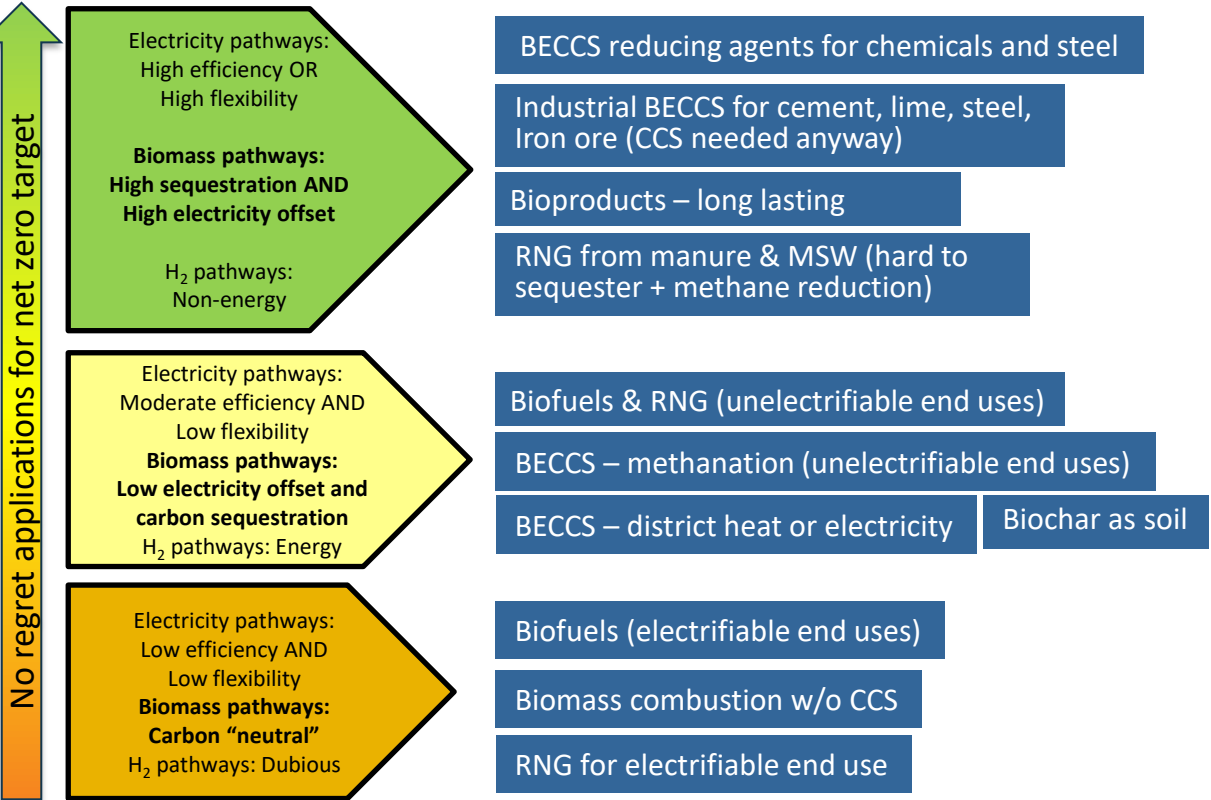 No regret applications for net zero target
Electricity pathways:
High efficiency OR
High flexibility
Biomass pathways:
High sequestration AND
High electricity offset
H₂ pathways:
Non-energy
BECCS reducing agents for chemicals and steel
Industrial BECCS for cement, lime, steel,
Iron ore (CCS needed anyway)
Bioproducts – long lasting
RNG from manure & MSW (hard to
sequester + methane reduction)
Electricity pathways:
Moderate efficiency AND
Low flexibility
Biomass pathways:
Low electricity offset and
carbon sequestration
H₂ pathways: Energy
Biofuels & RNG (unelectrifiable end uses)
BECCS – methanation (unelectrifiable end uses)
BECCS – district heat or electricity
Biochar as soil
Electricity pathways:
Low efficiency AND
Low flexibility
Biomass pathways:
Carbon “neutral”
H₂ pathways: Dubious
Biofuels (electrifiable end uses)
Biomass combustion w/o CCS
RNG for electrifiable end use